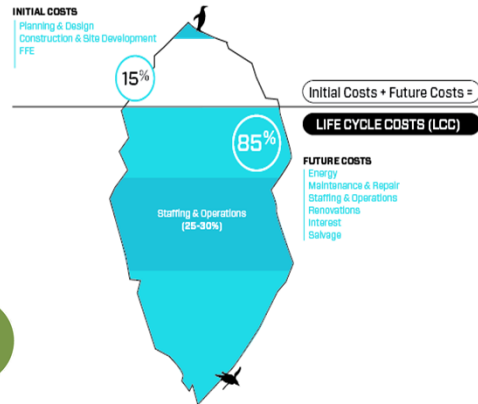 INITIAL COSTS
Planning & Design
Construction & Site Development
FFE
15%
Initial Costs + Future Costs =
LIFE CYCLE COSTS (LCC)
85%
FUTURE COSTS
Energy
Maintenance & Repair
Staffing & Operations
Renovations
Interest
Salvage
Staffing & Operations
(25-30%)